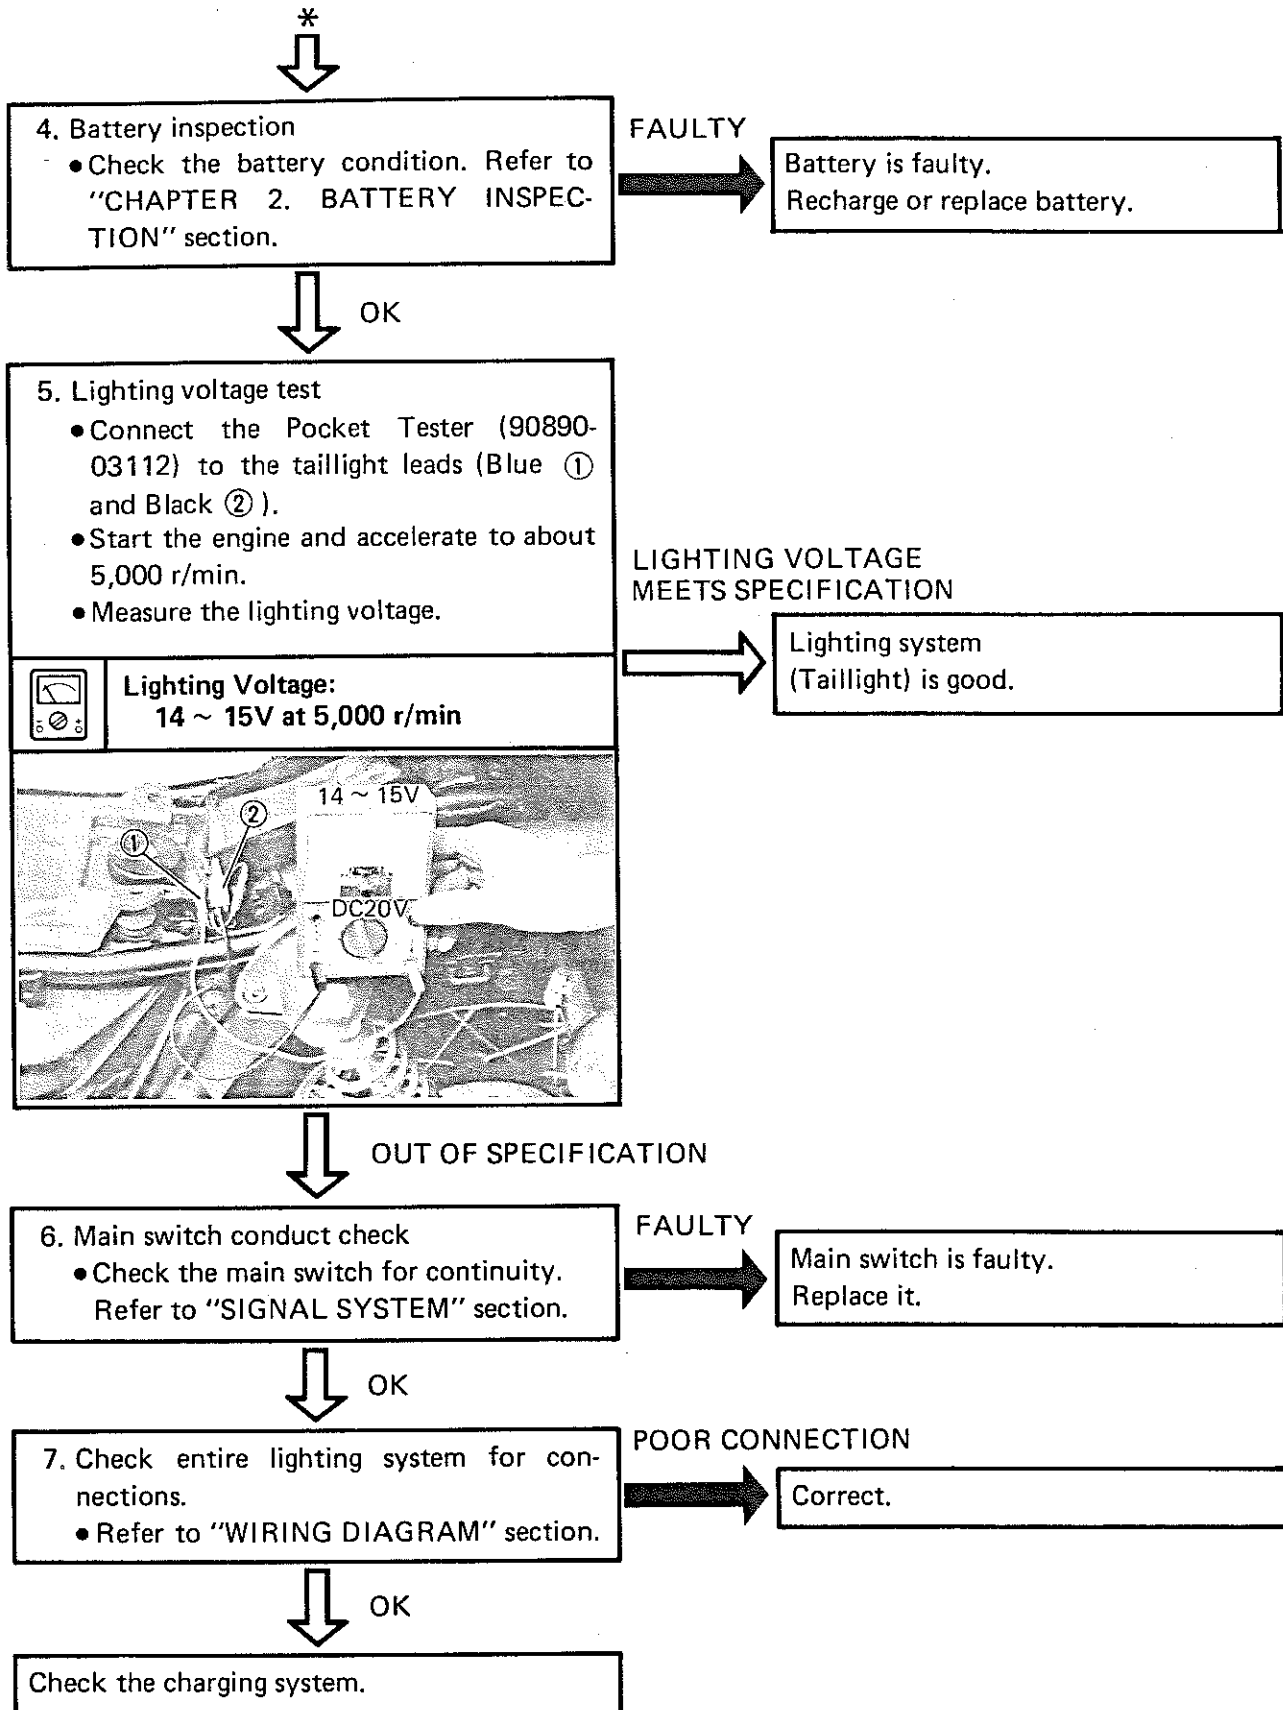 *
4. Battery inspection
● Check the battery condition. Refer to
"CHAPTER 2. BATTERY INSPEC-
TION" section.
FAULTY
Battery is faulty.
Recharge or replace battery.
OK
5. Lighting voltage test
● Connect the Pocket Tester (90890-
03112) to the taillight leads (Blue ①
and Black ②).
● Start the engine and accelerate to about
5,000 r/min.
● Measure the lighting voltage.
LIGHTING VOLTAGE
MEETS SPECIFICATION
Lighting system
(Taillight) is good.
Lighting Voltage:
14 ~ 15V at 5,000 r/min
14 ~ 15V
②
①
DC20V
OUT OF SPECIFICATION
6. Main switch conduct check
● Check the main switch for continuity.
Refer to "SIGNAL SYSTEM" section.
FAULTY
Main switch is faulty.
Replace it.
OK
7. Check entire lighting system for con-
nections.
● Refer to "WIRING DIAGRAM" section.
POOR CONNECTION
Correct.
OK
Check the charging system.